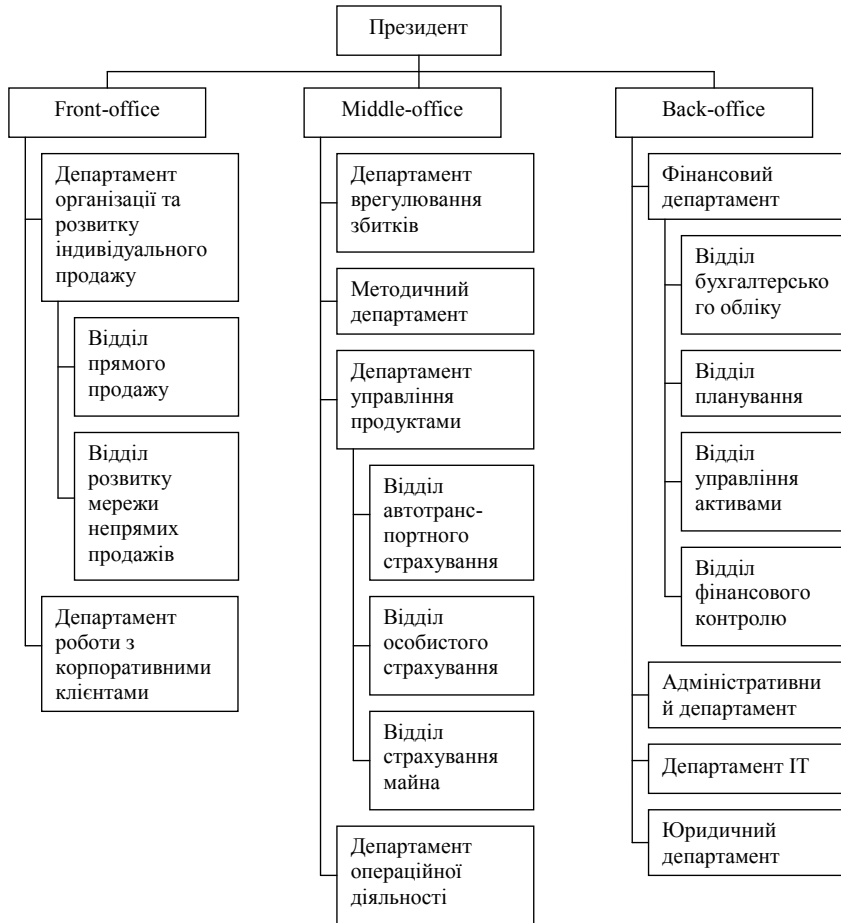 Президент
Front-office
Департамент
організації та
розвитку
індивідуального
продажу
Відділ
прямого
продажу
Відділ
розвитку
мережи
непрямих
продажів
Департамент
роботи з
корпоративними
клієнтами
Middle-office
Департамент
врегулювання
збитків
Методичний
департамент
Департамент
управління
продуктами
Відділ
автотранс-
портного
страхування
Відділ
особистого
страхування
Відділ
страхування
майна
Департамент
операційної
діяльності
Back-office
Фінансовий
департамент
Відділ
бухгалтерсько
го обліку
Відділ
планування
Відділ
управління
активами
Відділ
фінансового
контролю
Адміністративни
й департамент
Департамент ІТ
Юридичний
департамент